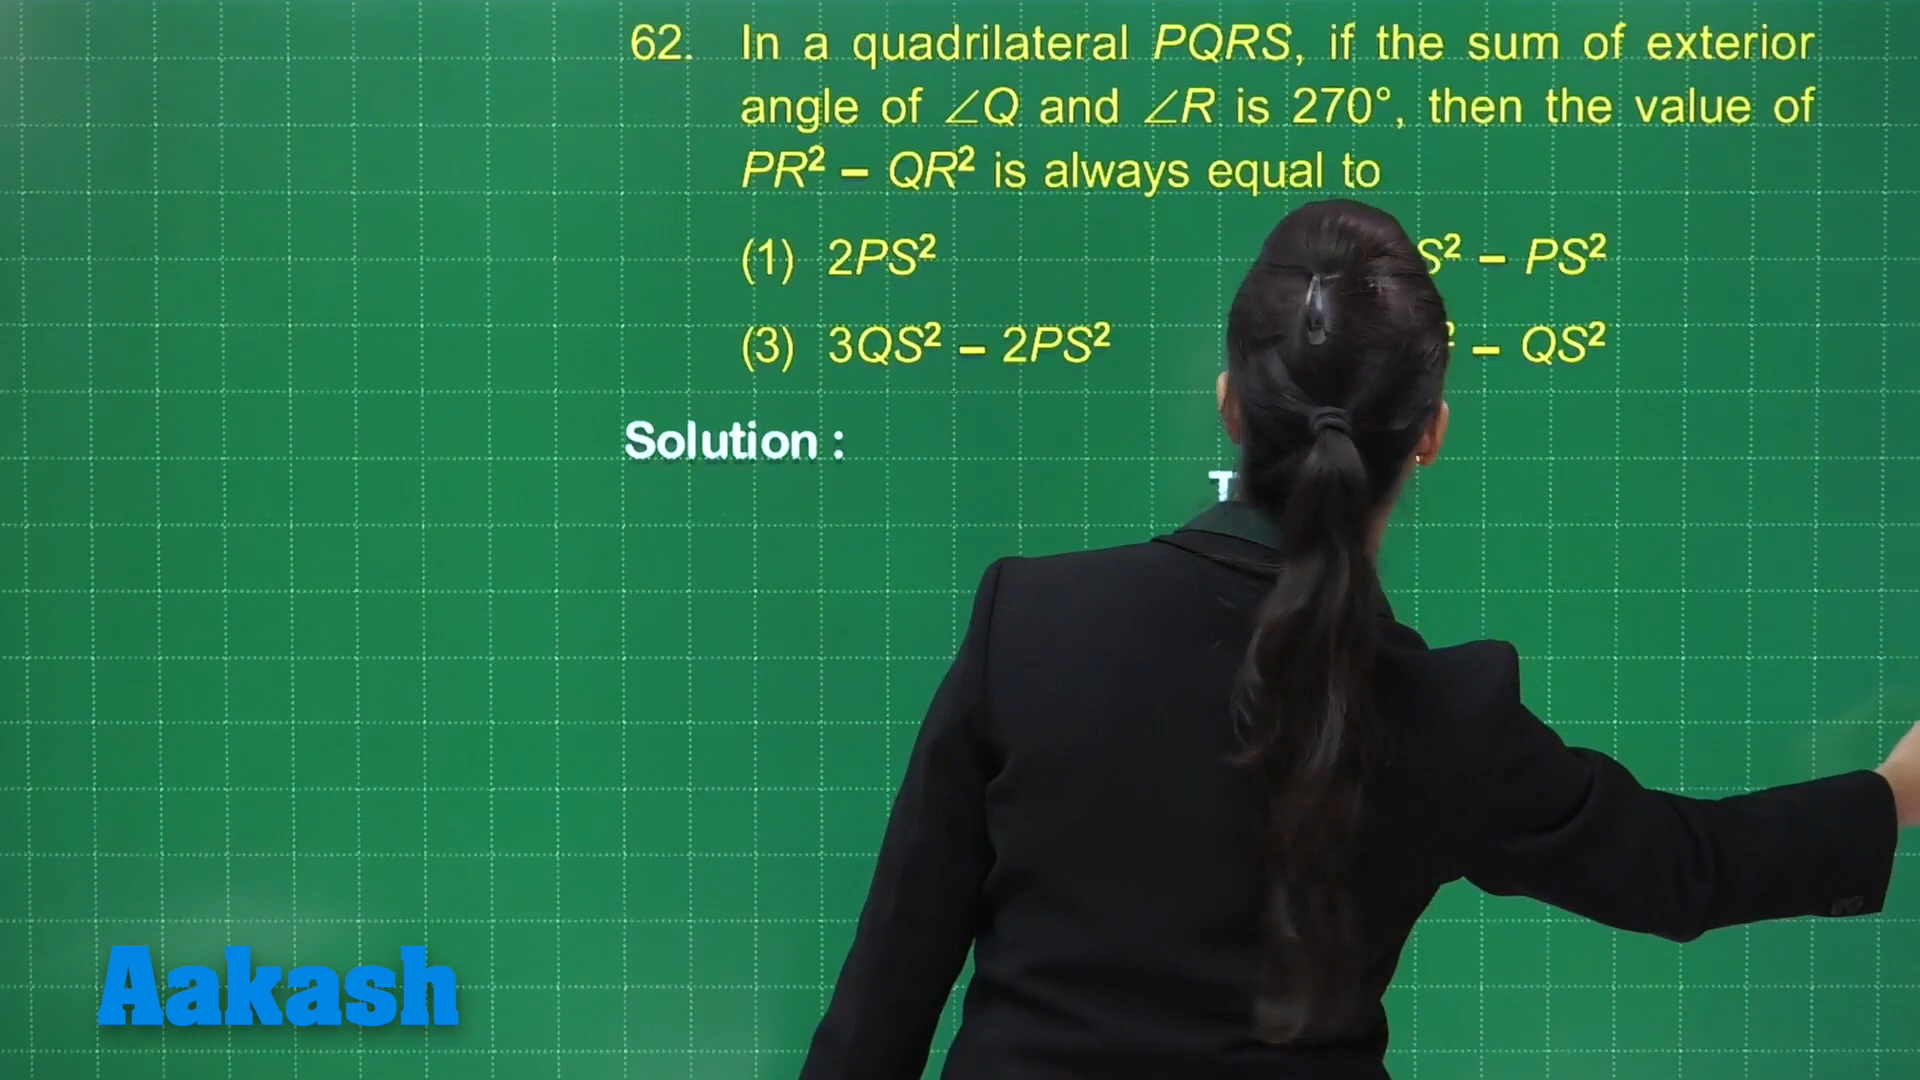 62. In a quadrilateral PQRS, if the sum of exterior
angle of ∠Q and ∠R is 270°, then the value of
PR² – QR² is always equal to
(1) 2PS² S² – PS²
(3) 3QS² – 2PS² ² – QS²
Solution :
T
Aakash